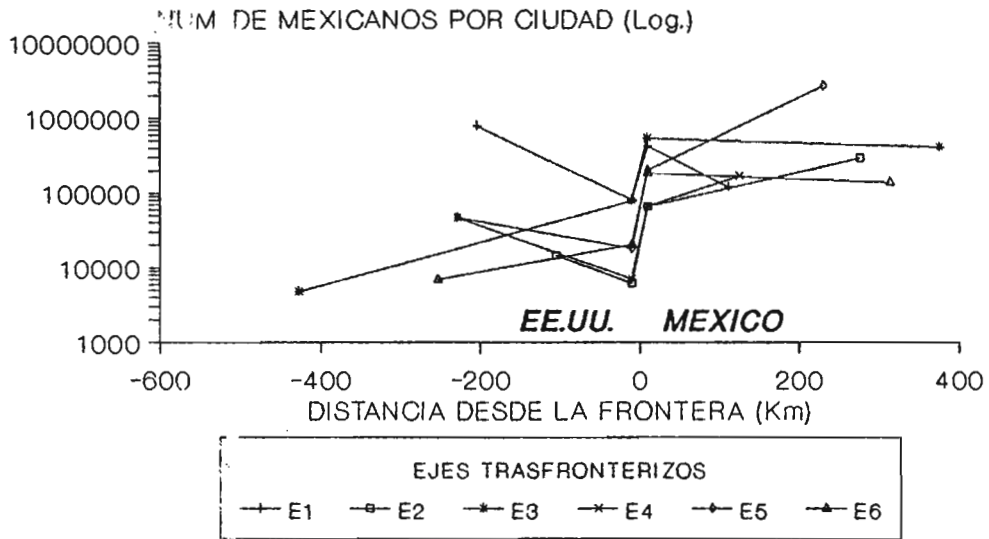 NUM DE MEXICANOS POR CIUDAD (Log.)
10000000
1000000
100000
10000
1000
EE.UU. MEXICO
-600 -400 -200 0 200 400
DISTANCIA DESDE LA FRONTERA (Km)
EJES TRASFRONTERIZOS
E1 E2 E3 E4 E5 E6